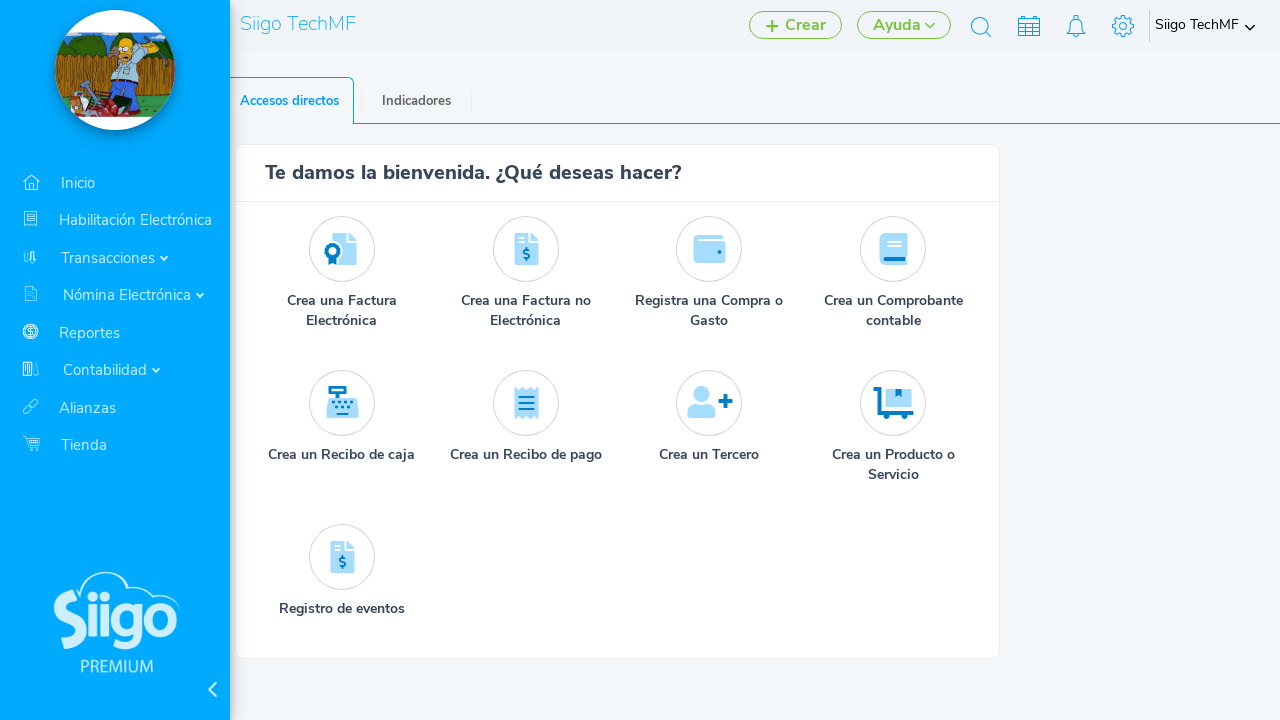 Siigo TechMF
Crear
Ayuda
Siigo TechMF
Inicio
Habilitación Electrónica
Transacciones
Nómina Electrónica
Reportes
Contabilidad
Alianzas
Tienda
Siigo
PREMIUM
Accesos directos
Indicadores
Te damos la bienvenida. ¿Qué deseas hacer?
Crea una Factura
Electrónica
Crea una Factura no
Electrónica
Registra una Compra o
Gasto
Crea un Comprobante
contable
Crea un Recibo de caja
Crea un Recibo de pago
Crea un Tercero
Crea un Producto o
Servicio
Registro de eventos